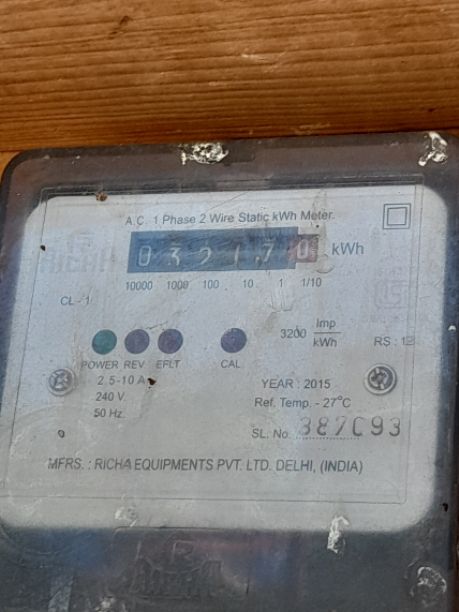 A.C. 1 Phase 2 Wire Static kWh Meter.
032170 kWh
10000 1000 100 10 1 1/10
CL - 1
3200 Imp/kWh
RS : 12
POWER REV EFLT CAL
2.5-10 A
240 V.
50 Hz.
YEAR : 2015
Ref. Temp. - 27°C
SL. No. 387093
MFRS. : RICHA EQUIPMENTS PVT. LTD. DELHI, (INDIA)